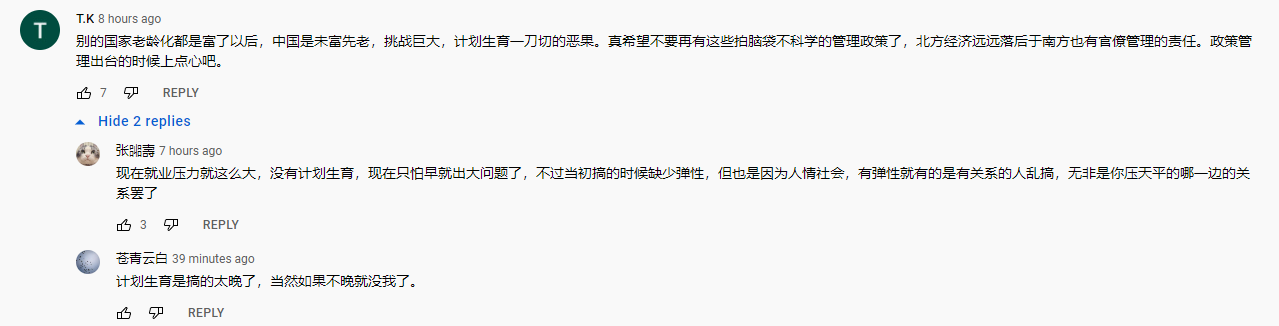 T
T.K 8 hours ago
别的国家老龄化都是富了以后，中国是未富先老，挑战巨大，计划生育一刀切的恶果。真希望不要再有这些拍脑袋不科学的管理政策了，北方经济远远落后于南方也有官僚管理的责任。政策管
理出台的时候上点心吧。
7 REPLY
Hide 2 replies
张嘂壽 7 hours ago
现在就业压力就这么大，没有计划生育，现在只怕早就出大问题了，不过当初搞的时候缺少弹性，但也是因为人情社会，有弹性就有的是有关系的人乱搞，无非是你压天平的哪一边的关
系罢了
3 REPLY
苍青云白 39 minutes ago
计划生育是搞的太晚了，当然如果不晚就没我了。
REPLY